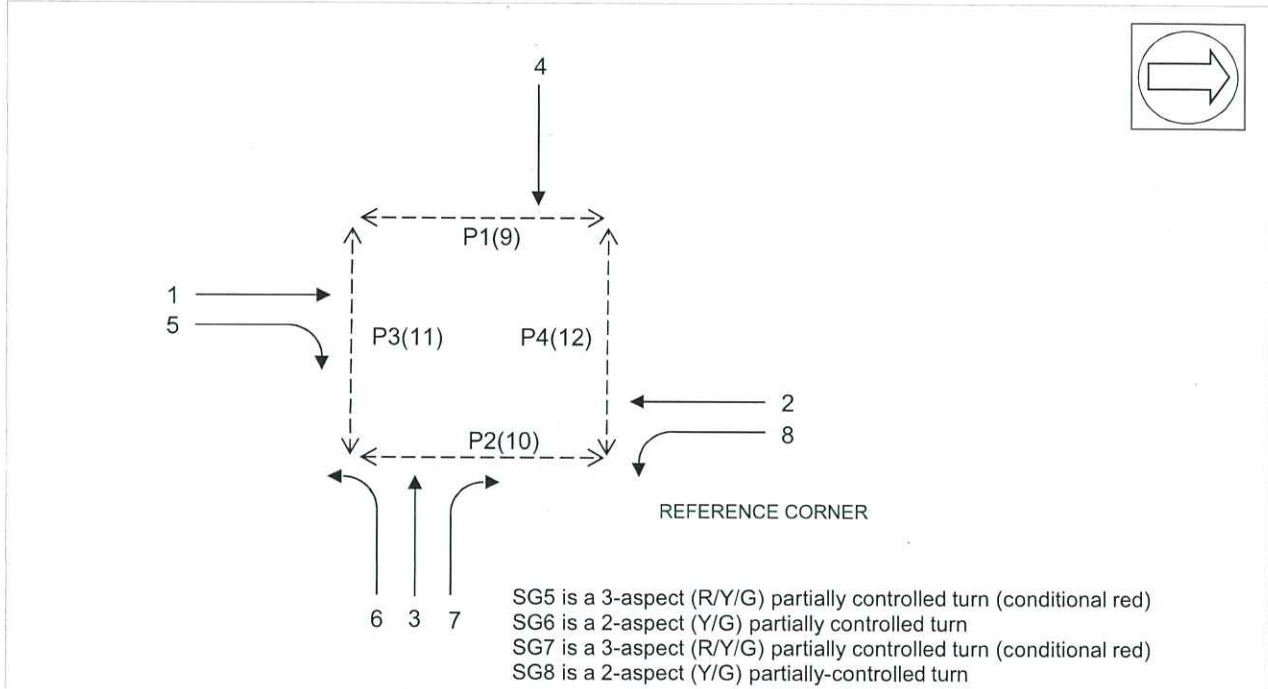 4
P1(9)
1
5
P3(11)
P4(12)
2
8
P2(10)
REFERENCE CORNER
6 3 7
SG5 is a 3-aspect (R/Y/G) partially controlled turn (conditional red)
SG6 is a 2-aspect (Y/G) partially controlled turn
SG7 is a 3-aspect (R/Y/G) partially controlled turn (conditional red)
SG8 is a 2-aspect (Y/G) partially-controlled turn